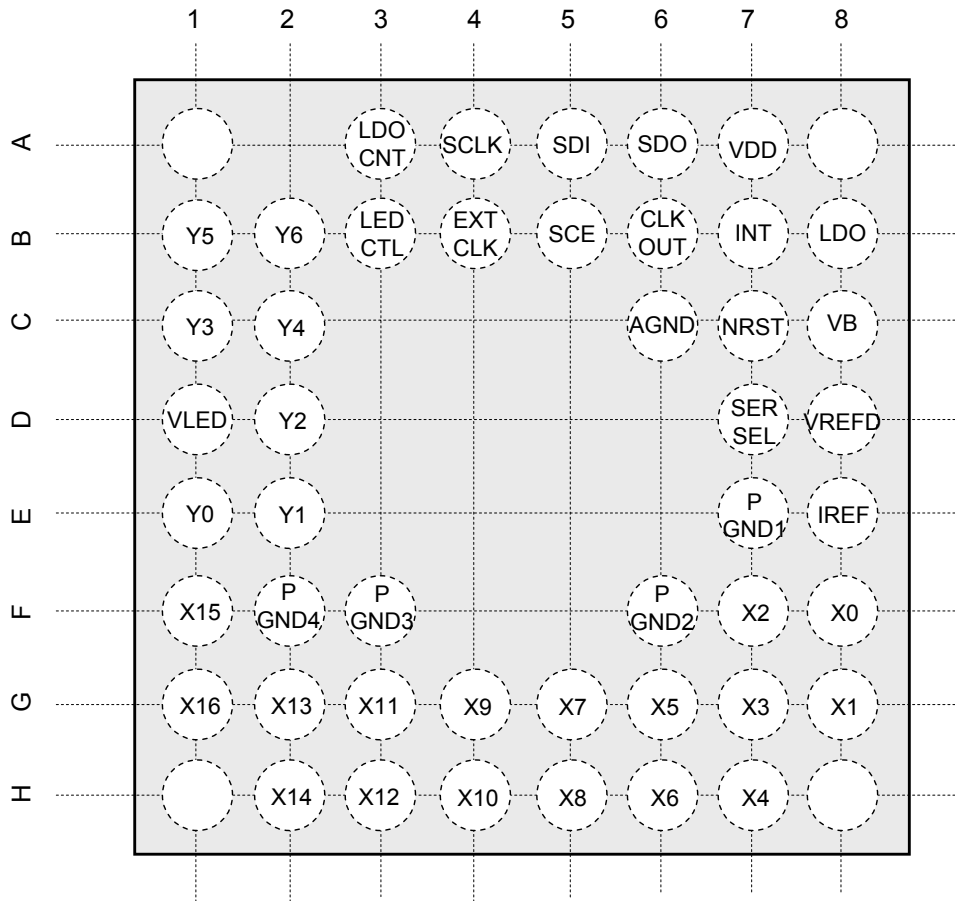 1 2 3 4 5 6 7 8
A
LDO
CNT
SCLK
SDI
SDO
VDD
B
Y5
Y6
LED
CTL
EXT
CLK
SCE
CLK
OUT
INT
LDO
C
Y3
Y4
AGND
NRST
VB
D
VLED
Y2
SER
SEL
VREFD
E
Y0
Y1
P
GND1
IREF
F
X15
P
GND4
P
GND3
P
GND2
X2
X0
G
X16
X13
X11
X9
X7
X5
X3
X1
H
X14
X12
X10
X8
X6
X4